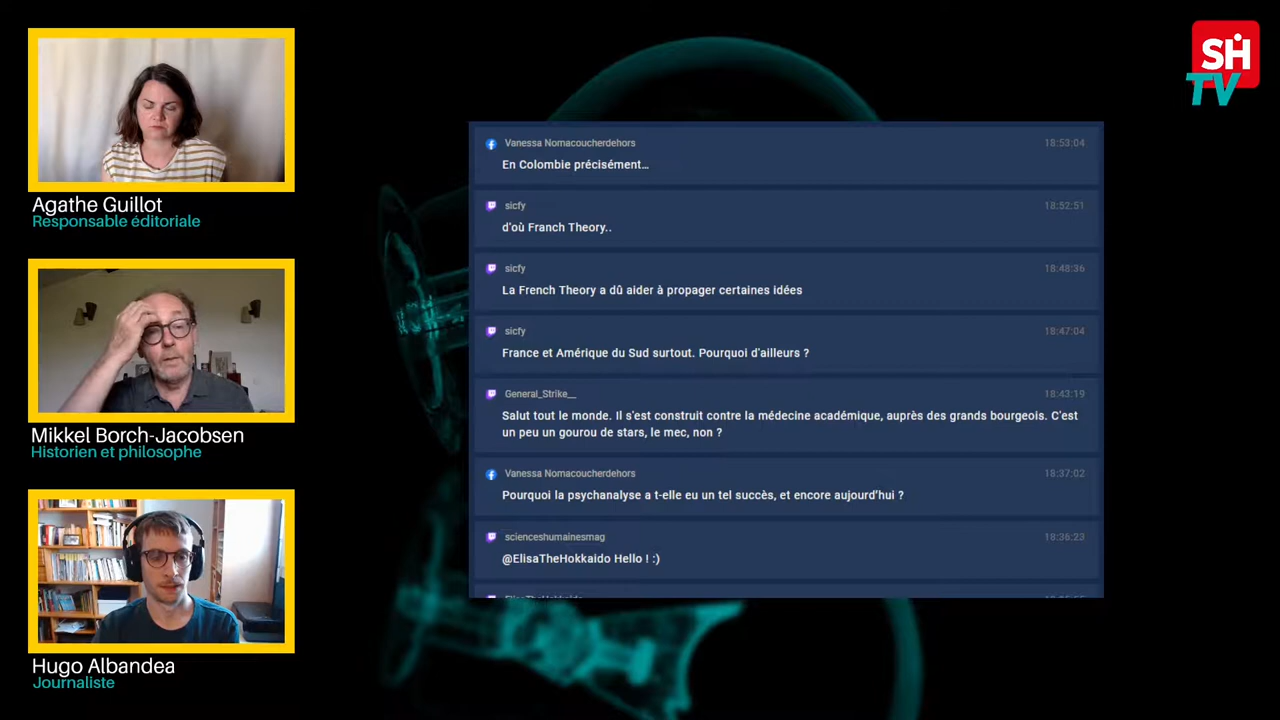 SH
TV
Agathe Guillot
Responsable éditoriale
Mikkel Borch-Jacobsen
Historien et philosophe
Hugo Albandea
Journaliste
Vanessa Nomacoucherdehors 18:53:04
En Colombie précisément…
sicfy 18:52:51
d'où Franch Theory..
sicfy 18:48:36
La French Theory a dû aider à propager certaines idées
sicfy 18:47:04
France et Amérique du Sud surtout. Pourquoi d'ailleurs ?
General_Strike__ 18:43:19
Salut tout le monde. Il s'est construit contre la médecine académique, auprès des grands bourgeois. C'est
un peu un gourou de stars, le mec, non ?
Vanessa Nomacoucherdehors 18:37:02
Pourquoi la psychanalyse a t-elle eu un tel succès, et encore aujourd'hui ?
scienceshumainesmag 18:36:23
@ElisaTheHokkaido Hello ! :)